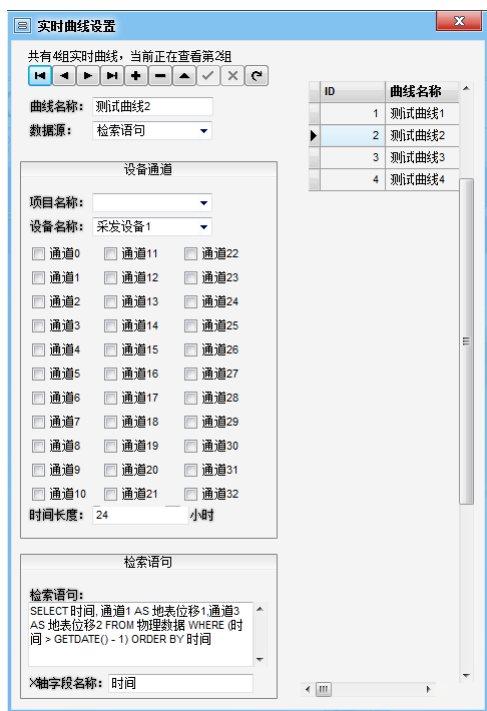 实时曲线设置
共有4组实时曲线，当前正在查看第2组
曲线名称： 测试曲线2
数据源： 检索语句
设备通道
项目名称：
设备名称： 采发设备1
通道0 通道11 通道22
通道1 通道12 通道23
通道2 通道13 通道24
通道3 通道14 通道25
通道4 通道15 通道26
通道5 通道16 通道27
通道6 通道17 通道28
通道7 通道18 通道29
通道8 通道19 通道30
通道9 通道20 通道31
通道10 通道21 通道32
时间长度： 24 小时
检索语句
检索语句：
SELECT 时间, 通道1 AS 地表位移1,通道3
AS 地表位移2 FROM 物理数据 WHERE (时
间 > GETDATE() - 1) ORDER BY 时间
X轴字段名称： 时间
ID 曲线名称
1 测试曲线1
2 测试曲线2
3 测试曲线3
4 测试曲线4